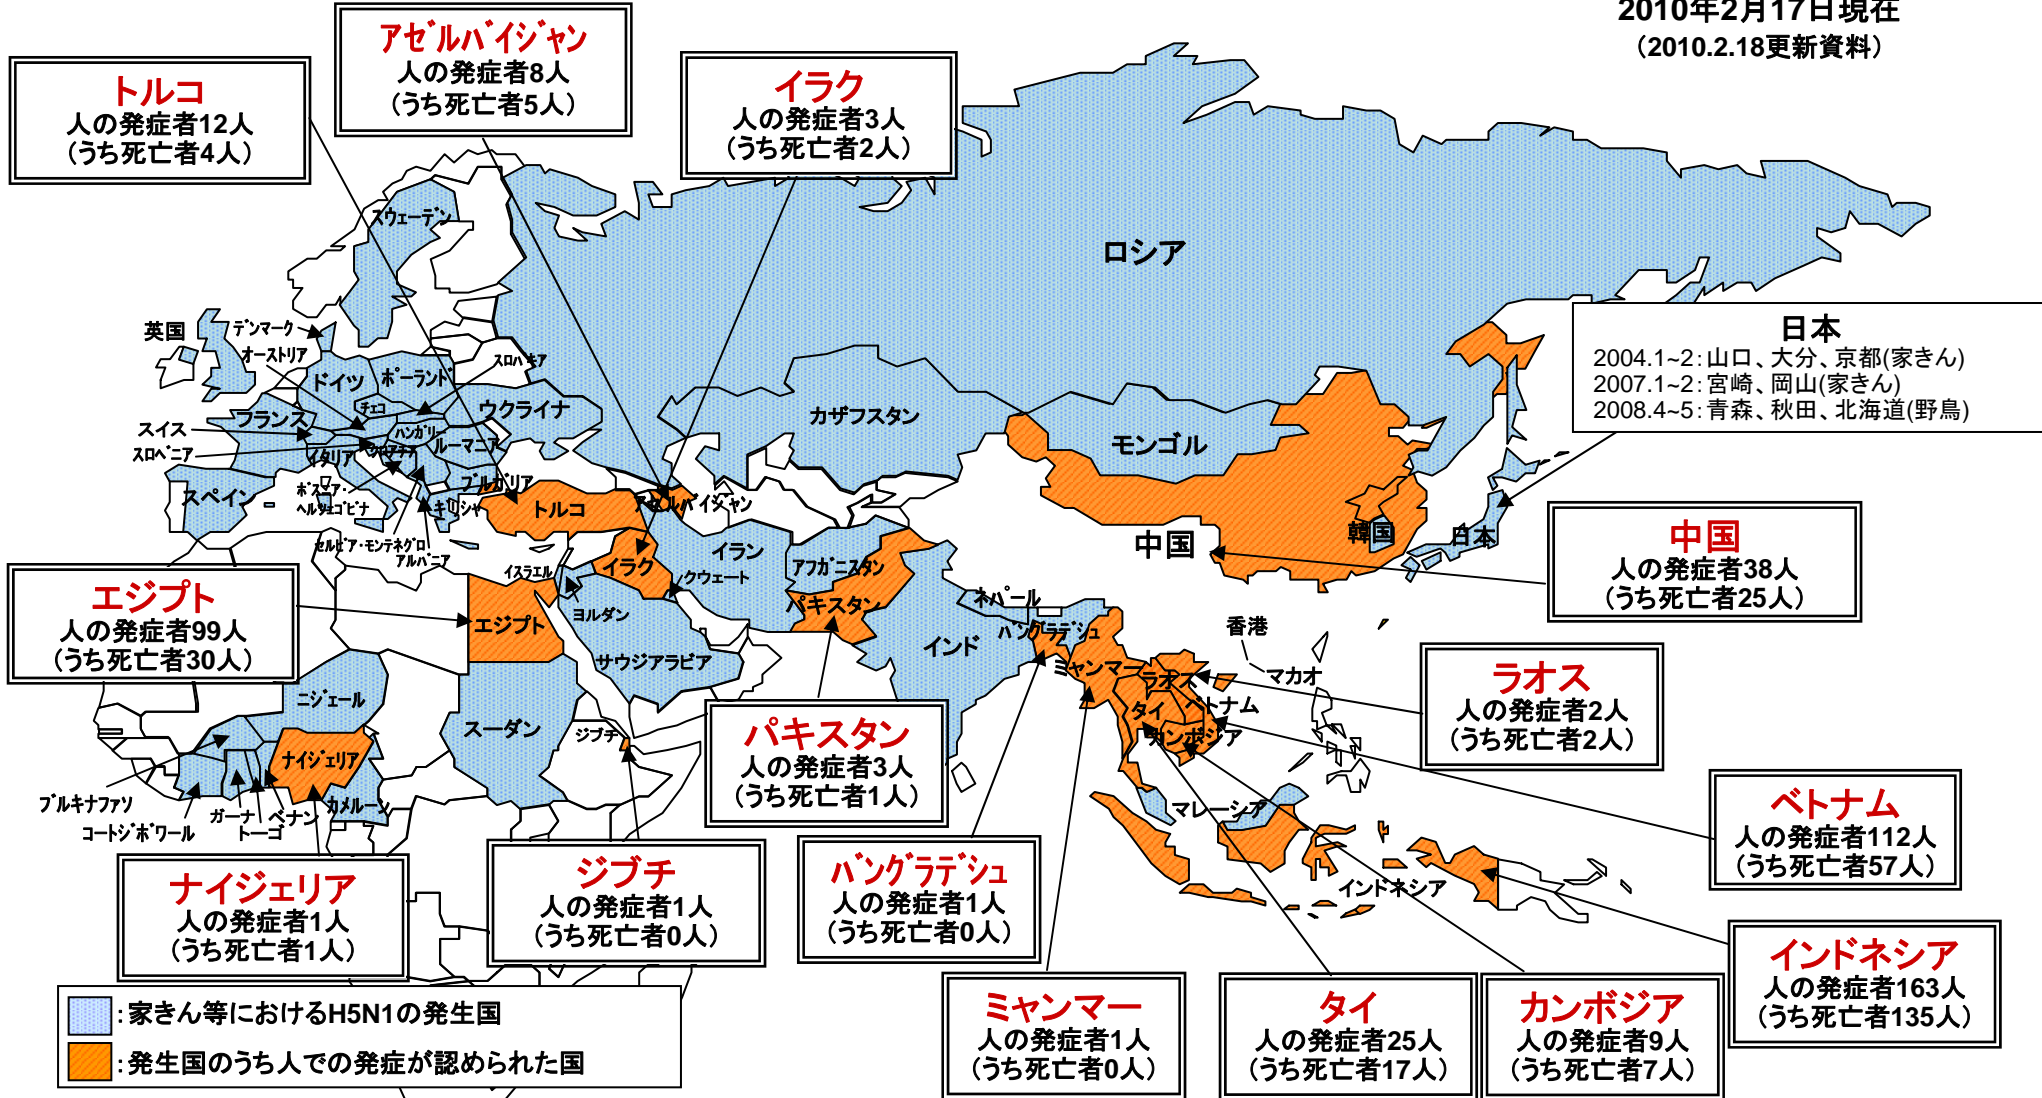 2010年2月17日現在
（2010.2.18更新資料）
トルコ
人の発症者12人
（うち死亡者4人）
アゼルバイジャン
人の発症者8人
（うち死亡者5人）
イラク
人の発症者3人
（うち死亡者2人）
日本
2004.1~2：山口、大分、京都(家きん)
2007.1~2：宮崎、岡山(家きん)
2008.4~5：青森、秋田、北海道(野鳥)
中国
人の発症者38人
（うち死亡者25人）
エジプト
人の発症者99人
（うち死亡者30人）
ラオス
人の発症者2人
（うち死亡者2人）
パキスタン
人の発症者3人
（うち死亡者1人）
ベトナム
人の発症者112人
（うち死亡者57人）
ナイジェリア
人の発症者1人
（うち死亡者1人）
ジブチ
人の発症者1人
（うち死亡者0人）
バングラデシュ
人の発症者1人
（うち死亡者0人）
インドネシア
人の発症者163人
（うち死亡者135人）
ミャンマー
人の発症者1人
（うち死亡者0人）
タイ
人の発症者25人
（うち死亡者17人）
カンボジア
人の発症者9人
（うち死亡者7人）
スウェーデン
ロシア
英国
デンマーク
オーストリア
スロバキア
ドイツ
ポーランド
チェコ
フランス
ウクライナ
カザフスタン
スイス
ハンガリー
モンゴル
スロベニア
クロアチア
ルーマニア
イタリア
ブルガリア
スペイン
ボスニア・
ヘルツェゴビナ
ギリシャ
トルコ
アゼルバイジャン
セルビア・モンテネグロ
アルバニア
中国
韓国
日本
イラン
アフガニスタン
イスラエル
イラク
クウェート
ヨルダン
パキスタン
ネパール
エジプト
バングラデシュ
インド
香港
マカオ
サウジアラビア
ミャンマー
ラオス
ニジェール
タイ
ベトナム
スーダン
ジブチ
カンボジア
ナイジェリア
ブルキナファソ
カメルーン
マレーシア
コートジボワール
ガーナ
トーゴ
ベナン
インドネシア
：家きん等におけるH5N1の発生国
：発生国のうち人での発症が認められた国